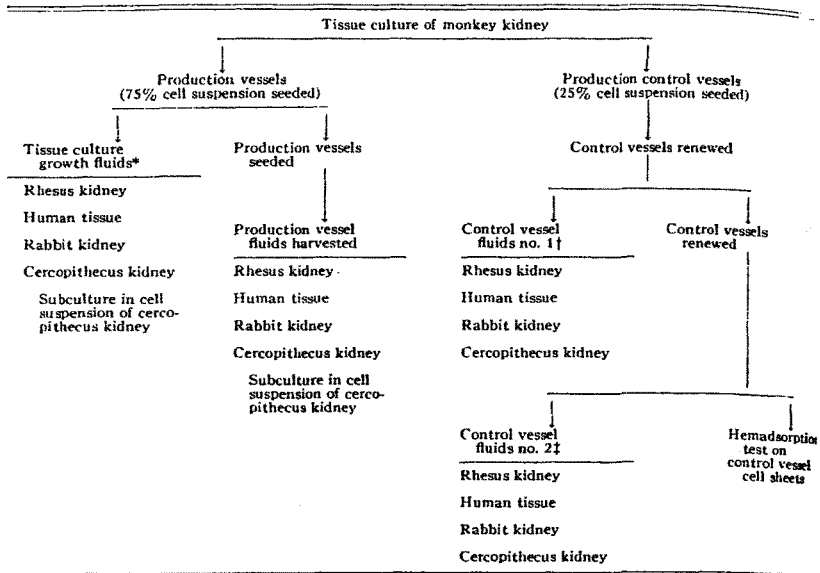 Tissue culture of monkey kidney
Production vessels
(75% cell suspension seeded)
Production control vessels
(25% cell suspension seeded)
Tissue culture
growth fluids*
Rhesus kidney
Human tissue
Rabbit kidney
Cercopithecus kidney
Subculture in cell
suspension of cerco-
pithecus kidney
Production vessels
seeded
Production vessel
fluids harvested
Rhesus kidney
Human tissue
Rabbit kidney
Cercopithecus kidney
Subculture in cell
suspension of cerco-
pithecus kidney
Control vessels renewed
Control vessel
fluids no. 1†
Rhesus kidney
Human tissue
Rabbit kidney
Cercopithecus kidney
Control vessels
renewed
Control vessel
fluids no. 2‡
Rhesus kidney
Human tissue
Rabbit kidney
Cercopithecus kidney
Hemadsorption
test on
control vessel
cell sheets